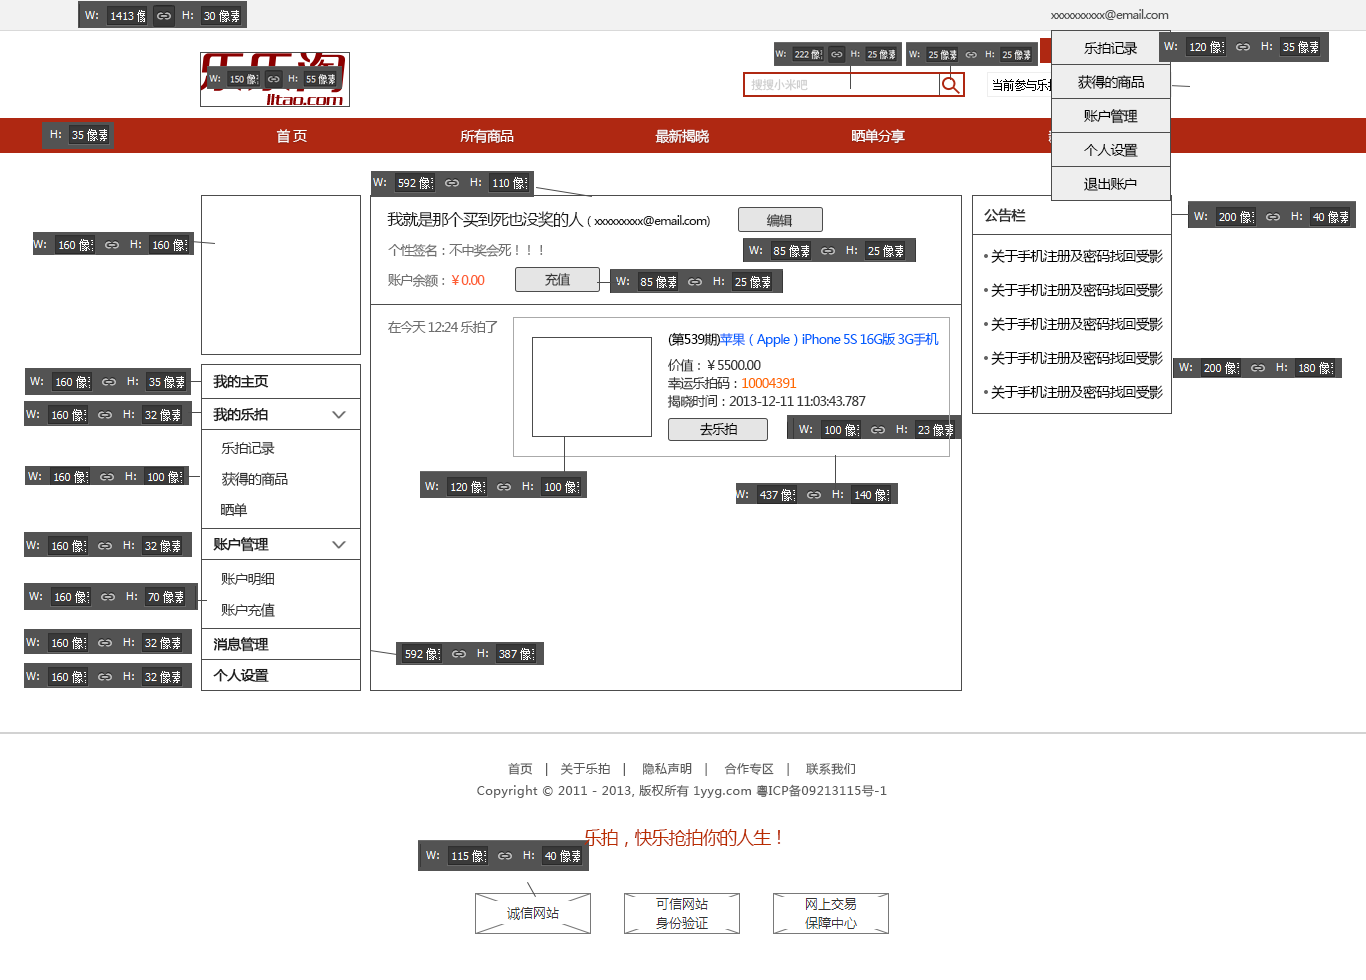 W: 1413 像 H: 30 像素
xxxxxxxxxx@email.com
乐拍记录
W: 120 像 H: 35 像素
获得的商品
账户管理
个人设置
退出账户
乐乐淘
lltao.com
W: 150 像 H: 55 像素
W: 222 像 H: 25 像素
W: 25 像素 H: 25 像素
搜搜小米吧
当前参与乐拍
H: 35 像素
首 页
所有商品
最新揭晓
晒单分享
W: 592 像 H: 110 像
W: 160 像 H: 160 像
我就是那个买到死也没奖的人 ( xxxxxxxxx@email.com)
编辑
W: 85 像素 H: 25 像素
个性签名：不中奖会死！！！
账户余额：￥0.00
充值
W: 85 像素 H: 25 像素
公告栏
W: 200 像 H: 40 像素
• 关于手机注册及密码找回受影
• 关于手机注册及密码找回受影
• 关于手机注册及密码找回受影
• 关于手机注册及密码找回受影
• 关于手机注册及密码找回受影
W: 200 像 H: 180 像
在今天 12:24 乐拍了
(第539期)苹果（Apple）iPhone 5S 16G版 3G手机
价值：￥5500.00
幸运乐拍码：10004391
揭晓时间：2013-12-11 11:03:43.787
去乐拍
W: 100 像 H: 23 像素
W: 120 像 H: 100 像
W: 437 像 H: 140 像
W: 160 像 H: 35 像素
我的主页
W: 160 像 H: 32 像素
我的乐拍
乐拍记录
W: 160 像 H: 100 像
获得的商品
晒单
W: 160 像 H: 32 像素
账户管理
账户明细
W: 160 像 H: 70 像素
账户充值
W: 160 像 H: 32 像素
消息管理
W: 160 像 H: 32 像素
个人设置
592 像 H: 387 像
首页 | 关于乐拍 | 隐私声明 | 合作专区 | 联系我们
Copyright © 2011 - 2013, 版权所有 1yyg.com 粤ICP备09213115号-1
乐拍，快乐抢拍你的人生！
W: 115 像 H: 40 像素
诚信网站
可信网站
身份验证
网上交易
保障中心